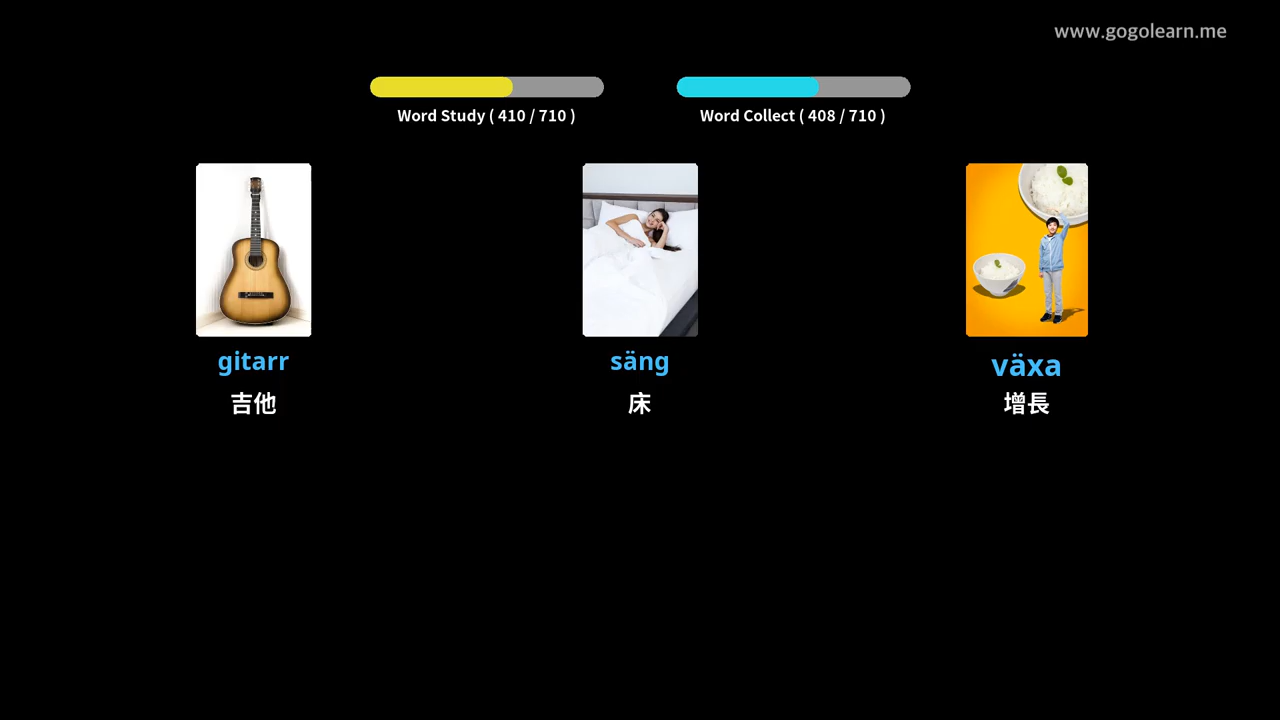 www.gogolearn.me
Word Study ( 410 / 710 )
Word Collect ( 408 / 710 )
gitarr
säng
växa
吉他
床
增長